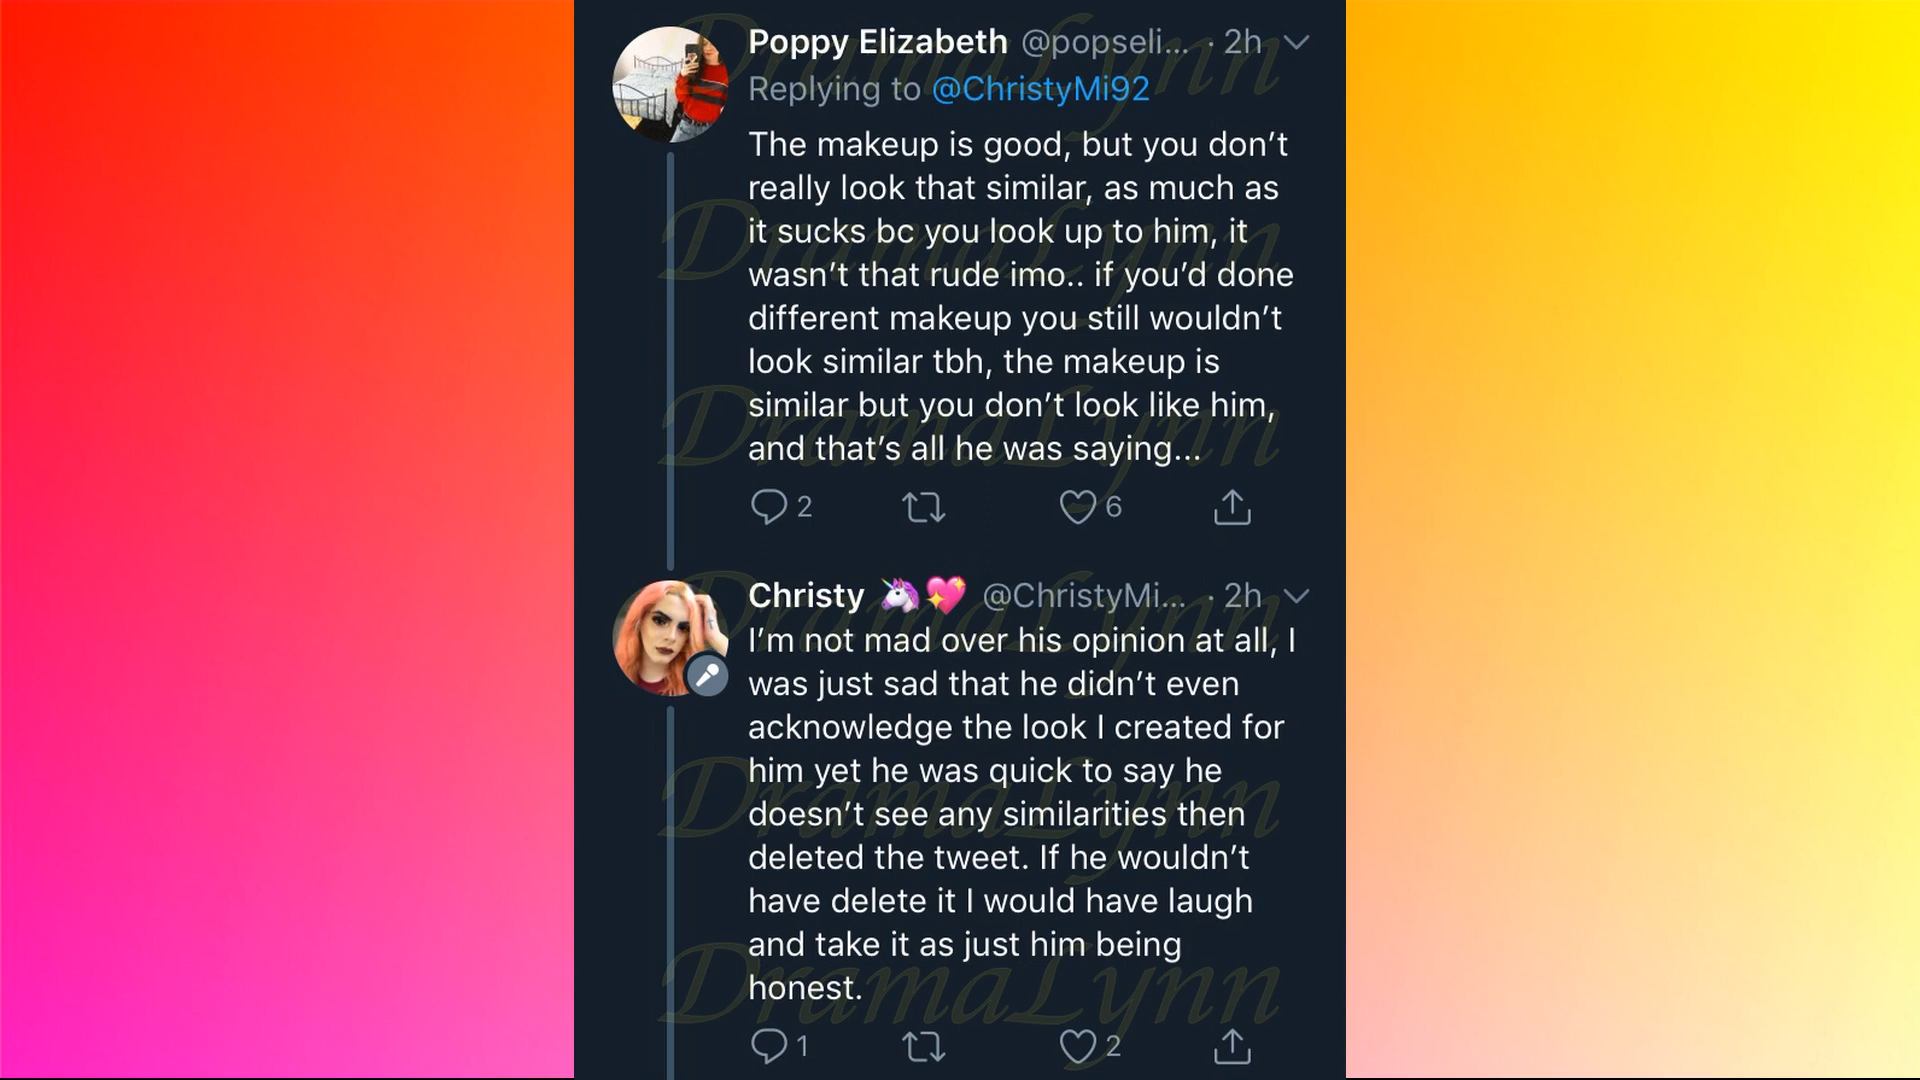 Poppy Elizabeth @popseli... · 2h
Replying to @ChristyMi92
The makeup is good, but you don’t
really look that similar, as much as
it sucks bc you look up to him, it
wasn’t that rude imo.. if you’d done
different makeup you still wouldn’t
look similar tbh, the makeup is
similar but you don’t look like him,
and that’s all he was saying...
2 6
Christy 🦄💖 @ChristyMi... · 2h
I’m not mad over his opinion at all, I
was just sad that he didn’t even
acknowledge the look I created for
him yet he was quick to say he
doesn’t see any similarities then
deleted the tweet. If he wouldn’t
have delete it I would have laugh
and take it as just him being
honest.
1 2
DramaLynn
DramaLynn
DramaLynn
DramaLynn
DramaLynn
DramaLynn